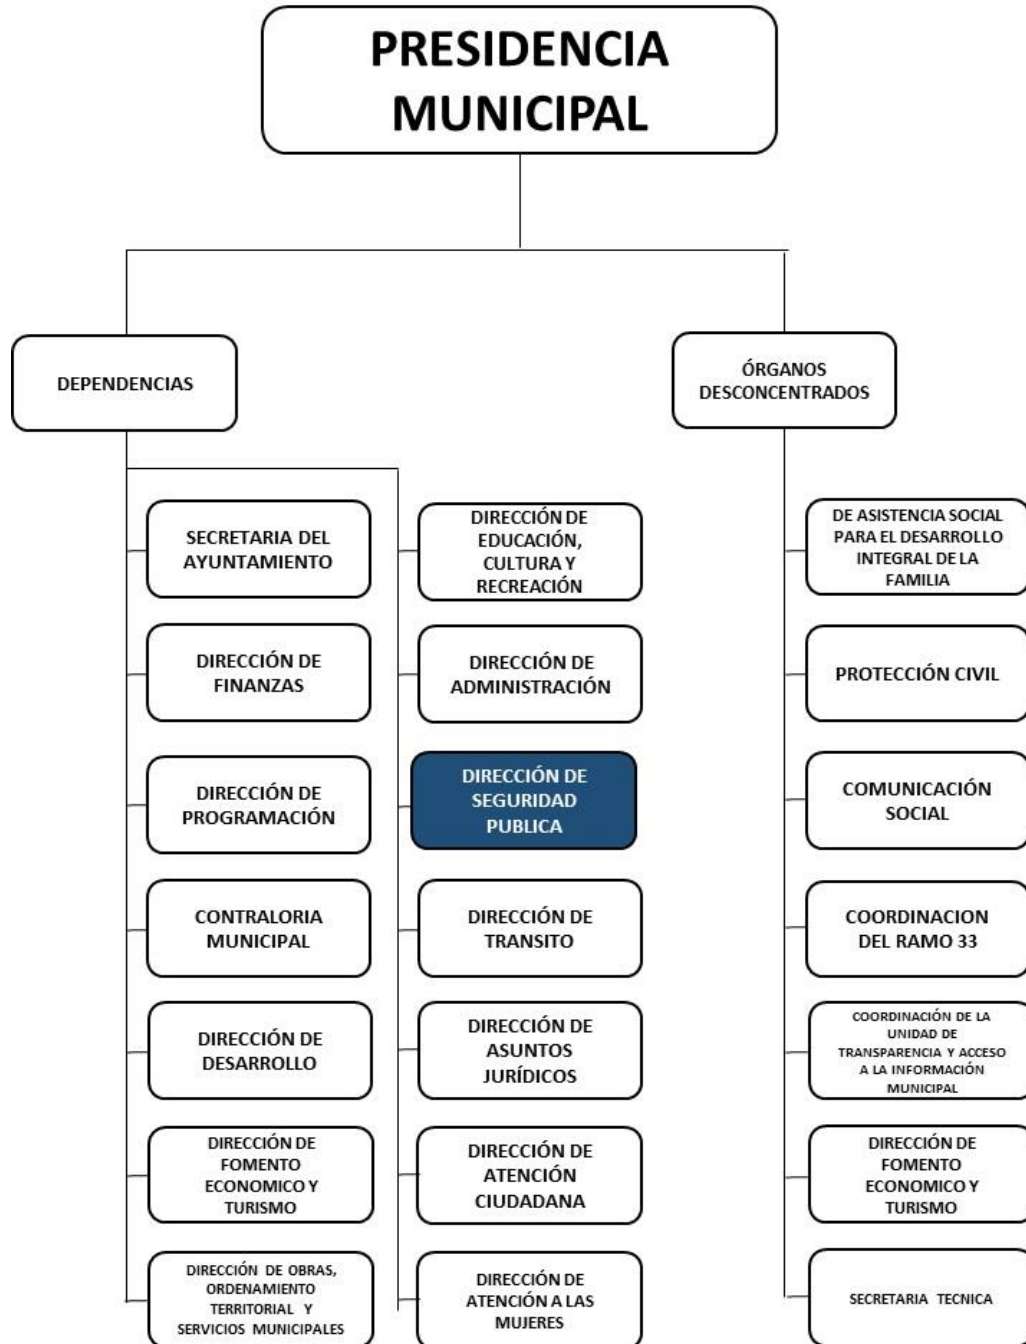 PRESIDENCIA
MUNICIPAL
DEPENDENCIAS
SECRETARIA DEL
AYUNTAMIENTO
DIRECCIÓN DE
FINANZAS
DIRECCIÓN DE
PROGRAMACIÓN
CONTRALORIA
MUNICIPAL
DIRECCIÓN DE
DESARROLLO
DIRECCIÓN DE
FOMENTO
ECONOMICO Y
TURISMO
DIRECCIÓN DE OBRAS,
ORDENAMIENTO
TERRITORIAL Y
SERVICIOS MUNICIPALES
DIRECCIÓN DE
EDUCACIÓN,
CULTURA Y
RECREACIÓN
DIRECCIÓN DE
ADMINISTRACIÓN
DIRECCIÓN DE
SEGURIDAD
PUBLICA
DIRECCIÓN DE
TRANSITO
DIRECCIÓN DE
ASUNTOS
JURÍDICOS
DIRECCIÓN DE
ATENCIÓN
CIUDADANA
DIRECCIÓN DE
ATENCIÓN A LAS
MUJERES
ÓRGANOS
DESCONCENTRADOS
DE ASISTENCIA SOCIAL
PARA EL DESARROLLO
INTEGRAL DE LA
FAMILIA
PROTECCIÓN CIVIL
COMUNICACIÓN
SOCIAL
COORDINACION
DEL RAMO 33
COORDINACIÓN DE LA
UNIDAD DE
TRANSPARENCIA Y ACCESO
A LA INFORMACIÓN
MUNICIPAL
DIRECCIÓN DE
FOMENTO
ECONOMICO Y
TURISMO
SECRETARIA TECNICA